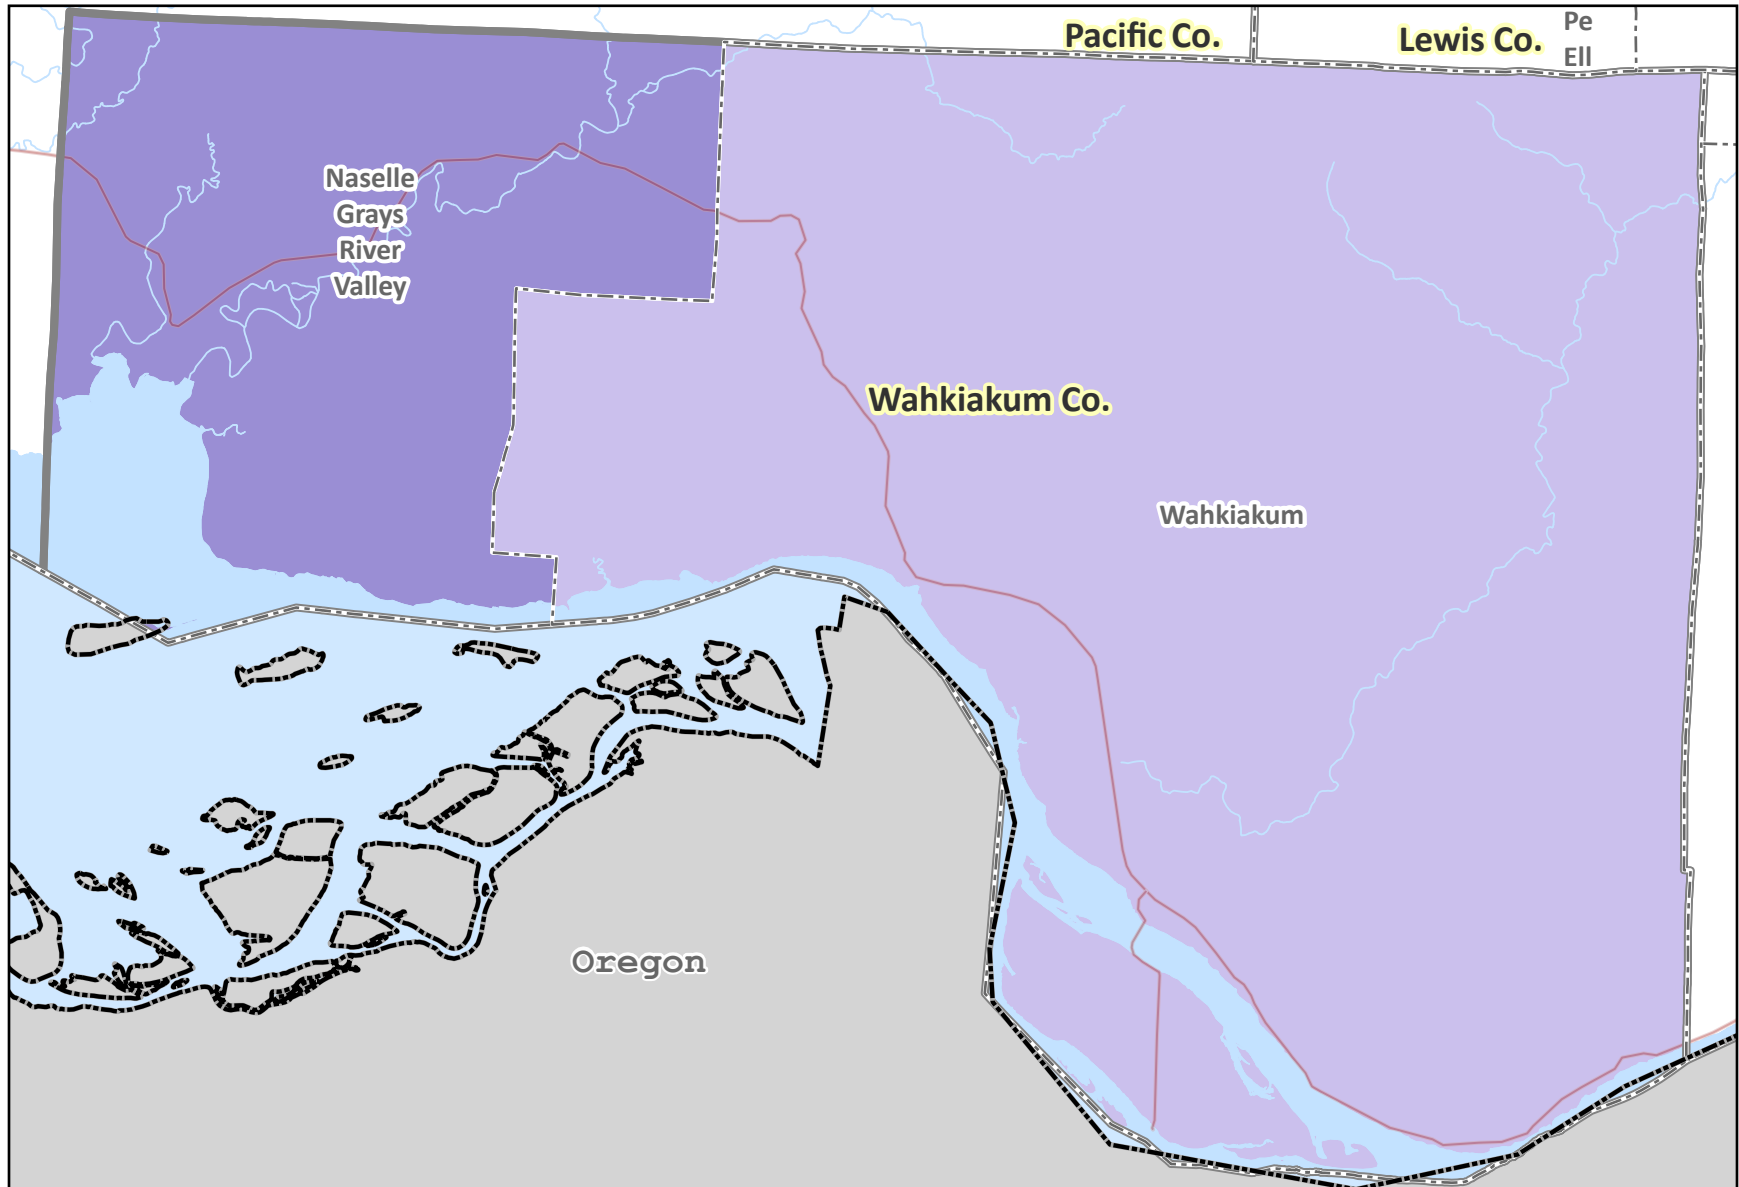 Pacific Co.
Lewis Co.
Pe
Ell
Naselle
Grays
River
Valley
Wahkiakum Co.
Wahkiakum
Oregon